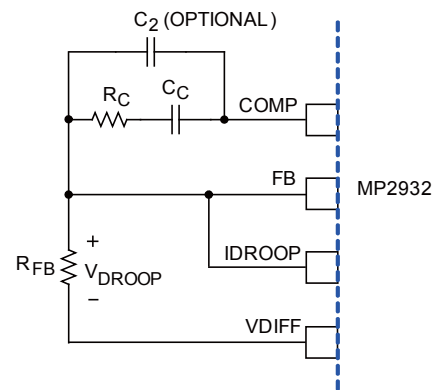 C2 (OPTIONAL)
RC
CC
COMP
FB
MP2932
IDROOP
+
RFB
VDROOP
−
VDIFF